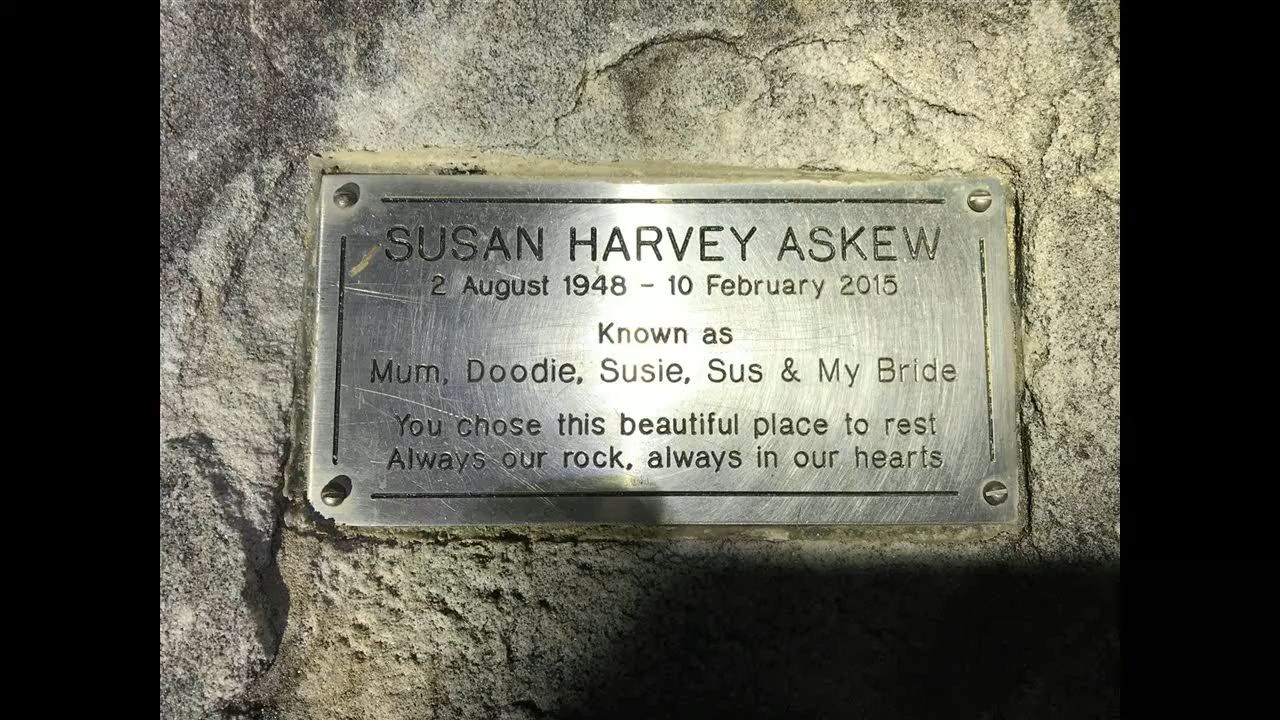 SUSAN HARVEY ASKEW
2 August 1948 - 10 February 2015
Known as
Mum, Doodie, Susie, Sus & My Bride
You chose this beautiful place to rest
Always our rock, always in our hearts